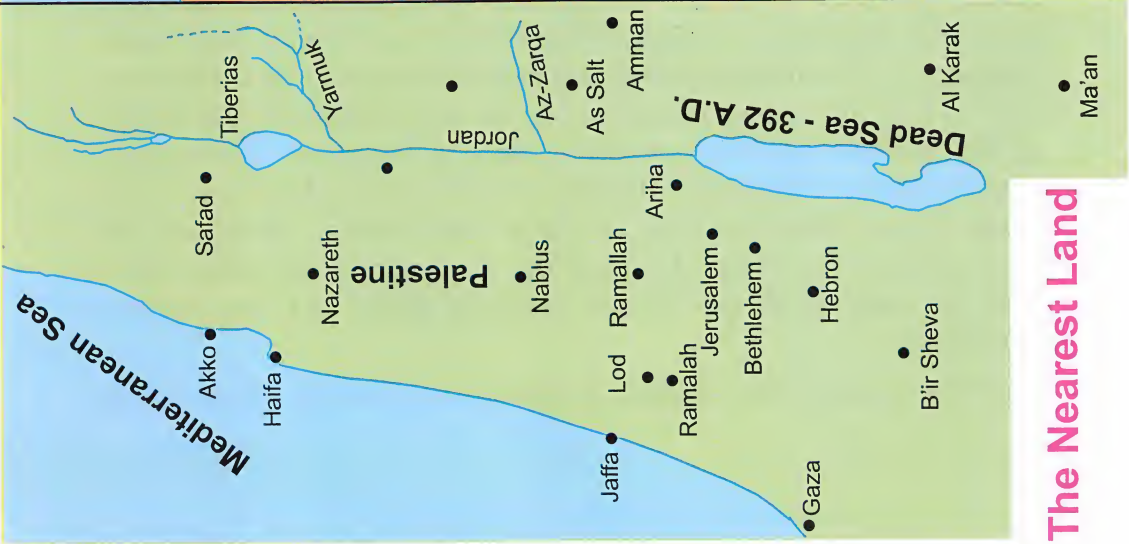 Tiberias
Yarmuk
Az-Zarqa
As Salt
Amman
Al Karak
Ma'an
Jordan
Dead Sea - 392 A.D.
Safad
Ariha
Nazareth
Palestine
Nablus
Ramallah
Jerusalem
Bethlehem
Hebron
Mediterranean Sea
Akko
Haifa
Lod
Ramalah
B'ir Sheva
Jaffa
Gaza
The Nearest Land